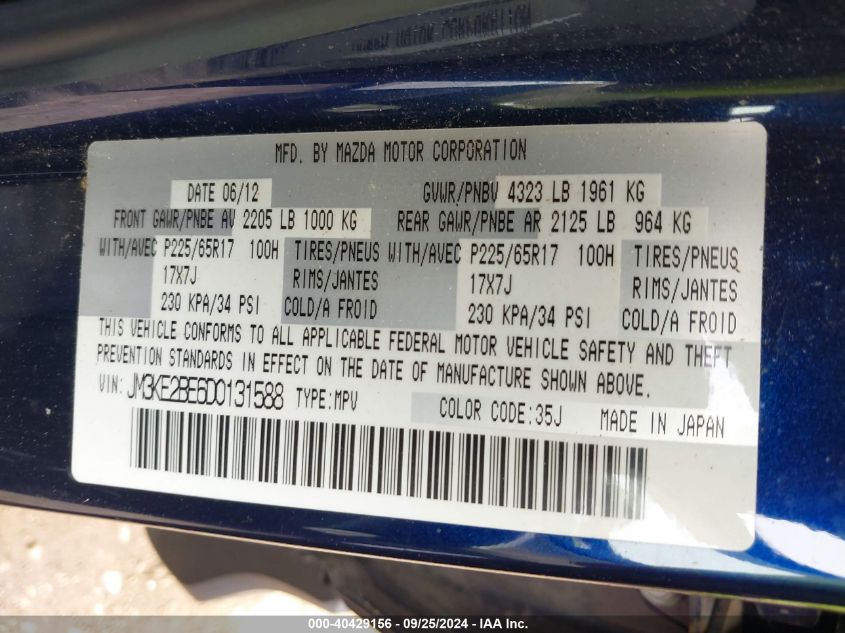 MFD. BY MAZDA MOTOR CORPORATION
DATE 06/12 GVWR/PNBV 4323 LB 1961 KG
FRONT GAWR/PNBE AV 2205 LB 1000 KG REAR GAWR/PNBE AR 2125 LB 964 KG
WITH/AVEC P225/65R17 100H TIRES/PNEUS WITH/AVEC P225/65R17 100H TIRES/PNEUS
17X7J RIMS/JANTES 17X7J RIMS/JANTES
230 KPA/34 PSI COLD/A FROID 230 KPA/34 PSI COLD/A FROID
THIS VEHICLE CONFORMS TO ALL APPLICABLE FEDERAL MOTOR VEHICLE SAFETY AND THEFT
PREVENTION STANDARDS IN EFFECT ON THE DATE OF MANUFACTURE SHOWN ABOVE.
VIN: JM3KE2BE6D0131588 TYPE:MPV COLOR CODE:35J MADE IN JAPAN
000-40429156 - 09/25/2024 - IAA Inc.